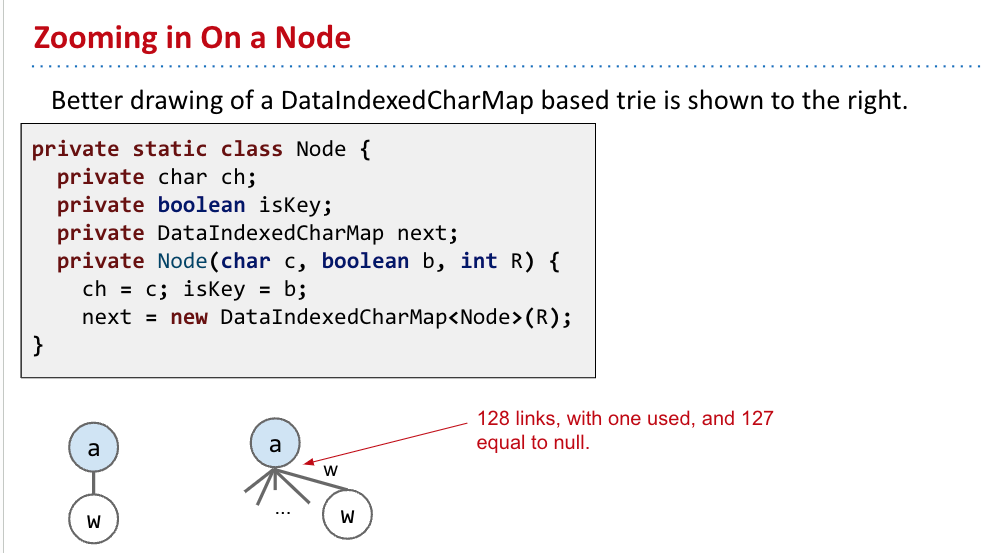 Zooming in On a Node
Better drawing of a DataIndexedCharMap based trie is shown to the right.
private static class Node {
private char ch;
private boolean isKey;
private DataIndexedCharMap next;
private Node(char c, boolean b, int R) {
ch = c; isKey = b;
next = new DataIndexedCharMap<Node>(R);
}
128 links, with one used, and 127
equal to null.
a
a
w
...
w
w